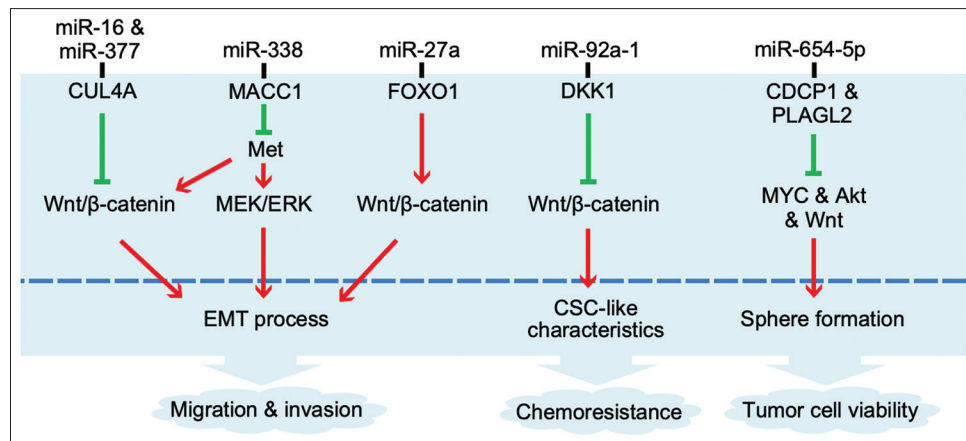 miR-16 &
miR-377
miR-338
miR-27a
miR-92a-1
miR-654-5p
CUL4A
MACC1
FOXO1
DKK1
CDCP1 &
PLAGL2
Met
Wnt/β-catenin
MEK/ERK
Wnt/β-catenin
Wnt/β-catenin
MYC & Akt
& Wnt
EMT process
CSC-like
characteristics
Sphere formation
Migration & invasion
Chemoresistance
Tumor cell viability